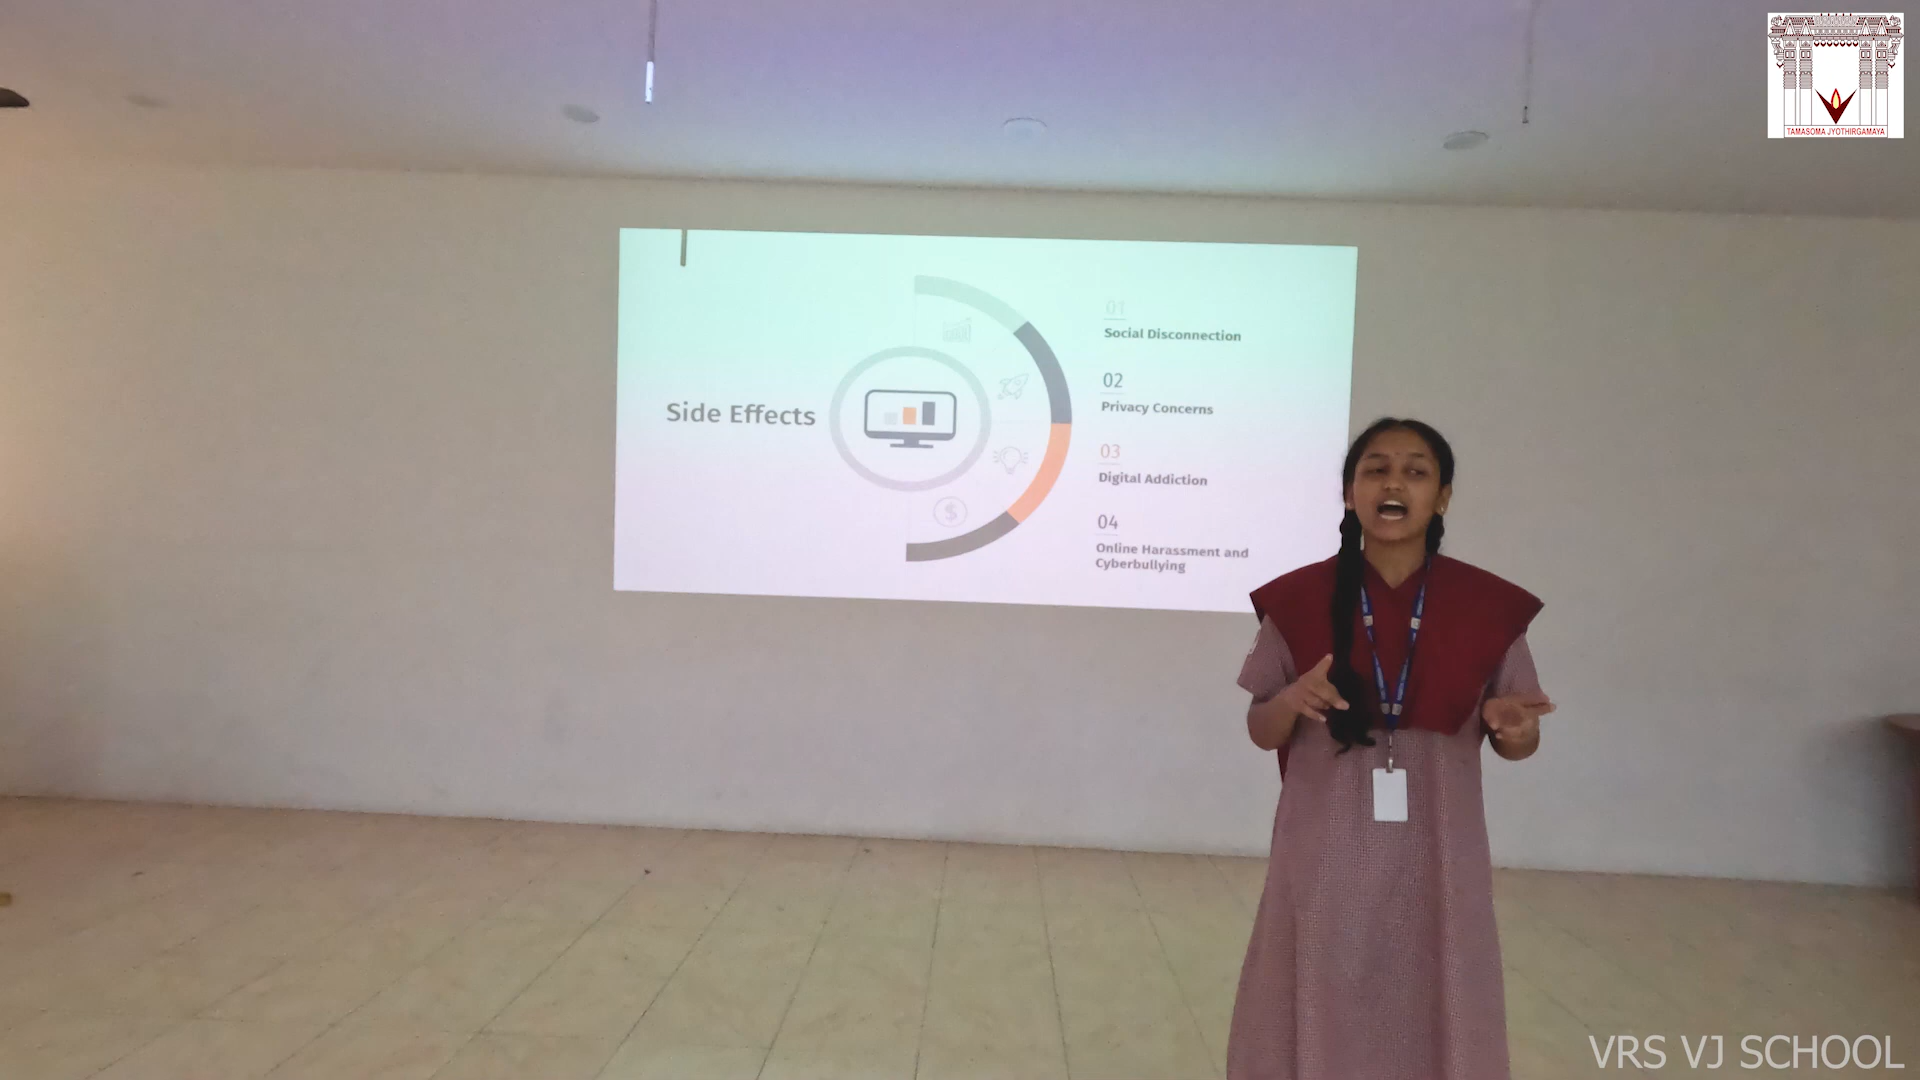 TAMASOMA JYOTHIRGAMAYA
Side Effects
01
Social Disconnection
02
Privacy Concerns
03
Digital Addiction
04
Online Harassment and
Cyberbullying
VRS VJ SCHOOL